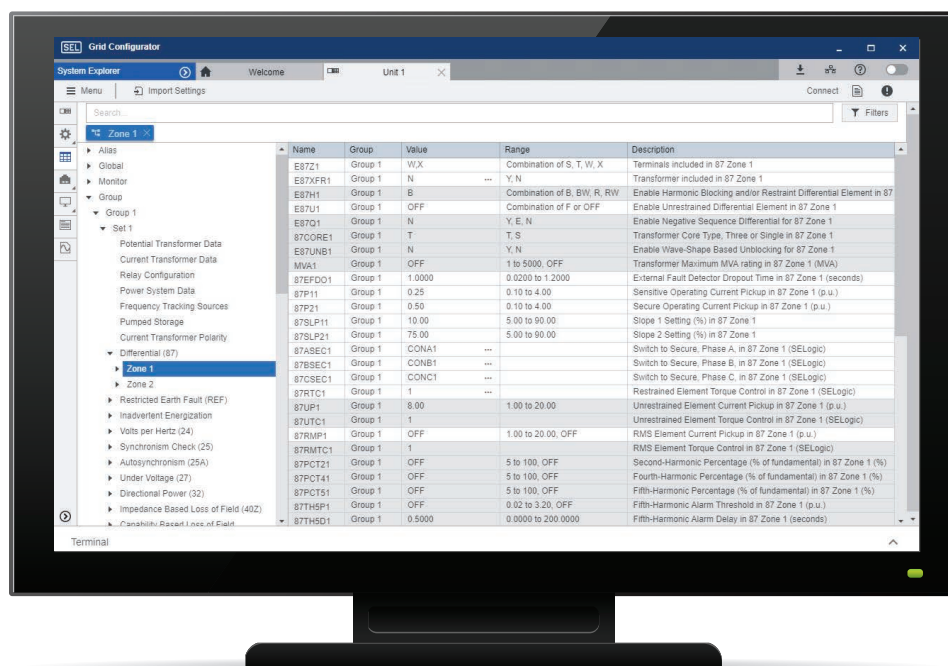 SEL Grid Configurator
System Explorer Welcome Unit 1
Menu Import Settings Connect
Search... Filters
Zone 1
Alias
Global
Monitor
Group
Group 1
Set 1
Potential Transformer Data
Current Transformer Data
Relay Configuration
Power System Data
Frequency Tracking Sources
Pumped Storage
Current Transformer Polarity
Differential (87)
Zone 1
Zone 2
Restricted Earth Fault (REF)
Inadvertent Energization
Volts per Hertz (24)
Synchronism Check (25)
Autosynchronism (25A)
Under Voltage (27)
Directional Power (32)
Impedance Based Loss of Field (40Z)
Capability Based Loss of Field
Name Group Value Range Description
E87Z1 Group 1 W,X Combination of S, T, W, X Terminals included in 87 Zone 1
E87XFR1 Group 1 N ... Y, N Transformer included in 87 Zone 1
E87H1 Group 1 B Combination of B, BW, R, RW Enable Harmonic Blocking and/or Restraint Differential Element in 87
E87U1 Group 1 OFF Combination of F or OFF Enable Unrestrained Differential Element in 87 Zone 1
E87Q1 Group 1 N Y, E, N Enable Negative Sequence Differential for 87 Zone 1
87CORE1 Group 1 T T, S Transformer Core Type, Three or Single in 87 Zone 1
E87UNB1 Group 1 N Y, N Enable Wave-Shape Based Unblocking for 87 Zone 1
MVA1 Group 1 OFF 1 to 5000, OFF Transformer Maximum MVA rating in 87 Zone 1 (MVA)
87EFDO1 Group 1 1.0000 0.0200 to 1.2000 External Fault Detector Dropout Time in 87 Zone 1 (seconds)
87P11 Group 1 0.25 0.10 to 4.00 Sensitive Operating Current Pickup in 87 Zone 1 (p.u.)
87P21 Group 1 0.50 0.10 to 4.00 Secure Operating Current Pickup in 87 Zone 1 (p.u.)
87SLP11 Group 1 10.00 5.00 to 90.00 Slope 1 Setting (%) in 87 Zone 1
87SLP21 Group 1 75.00 5.00 to 90.00 Slope 2 Setting (%) in 87 Zone 1
87ASEC1 Group 1 CONA1 ... Switch to Secure, Phase A, in 87 Zone 1 (SELogic)
87BSEC1 Group 1 CONB1 ... Switch to Secure, Phase B, in 87 Zone 1 (SELogic)
87CSEC1 Group 1 CONC1 ... Switch to Secure, Phase C, in 87 Zone 1 (SELogic)
87RTC1 Group 1 1 ... Restrained Element Torque Control in 87 Zone 1 (SELogic)
87UP1 Group 1 8.00 1.00 to 20.00 Unrestrained Element Current Pickup in 87 Zone 1 (p.u.)
87UTC1 Group 1 1 Unrestrained Element Torque Control in 87 Zone 1 (SELogic)
87RMP1 Group 1 OFF 1.00 to 20.00, OFF RMS Element Current Pickup in 87 Zone 1 (p.u.)
87RMTC1 Group 1 1 RMS Element Torque Control in 87 Zone 1 (SELogic)
87PCT21 Group 1 OFF 5 to 100, OFF Second-Harmonic Percentage (% of fundamental) in 87 Zone 1 (%)
87PCT41 Group 1 OFF 5 to 100, OFF Fourth-Harmonic Percentage (% of fundamental) in 87 Zone 1 (%)
87PCT51 Group 1 OFF 5 to 100, OFF Fifth-Harmonic Percentage (% of fundamental) in 87 Zone 1 (%)
87TH5P1 Group 1 OFF 0.02 to 3.20, OFF Fifth-Harmonic Alarm Threshold in 87 Zone 1 (p.u.)
87TH5D1 Group 1 0.5000 0.0000 to 200.0000 Fifth-Harmonic Alarm Delay in 87 Zone 1 (seconds)
Terminal